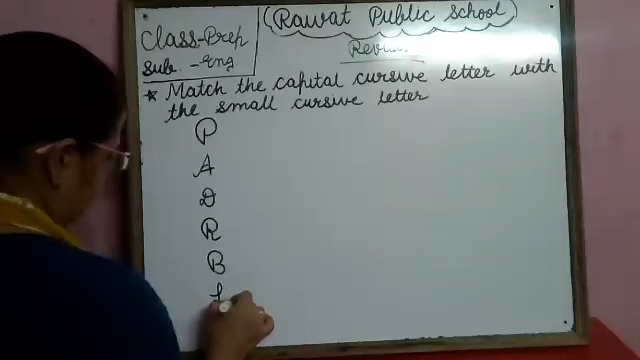 (Rawat Public School)
Class-Prep
Sub. -Eng
* Match the capital cursive letter with
the small cursive letter
P
A
D
R
B